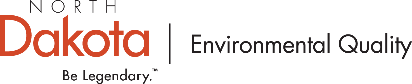 NORTH
Dakota | Environmental Quality
Be Legendary.™